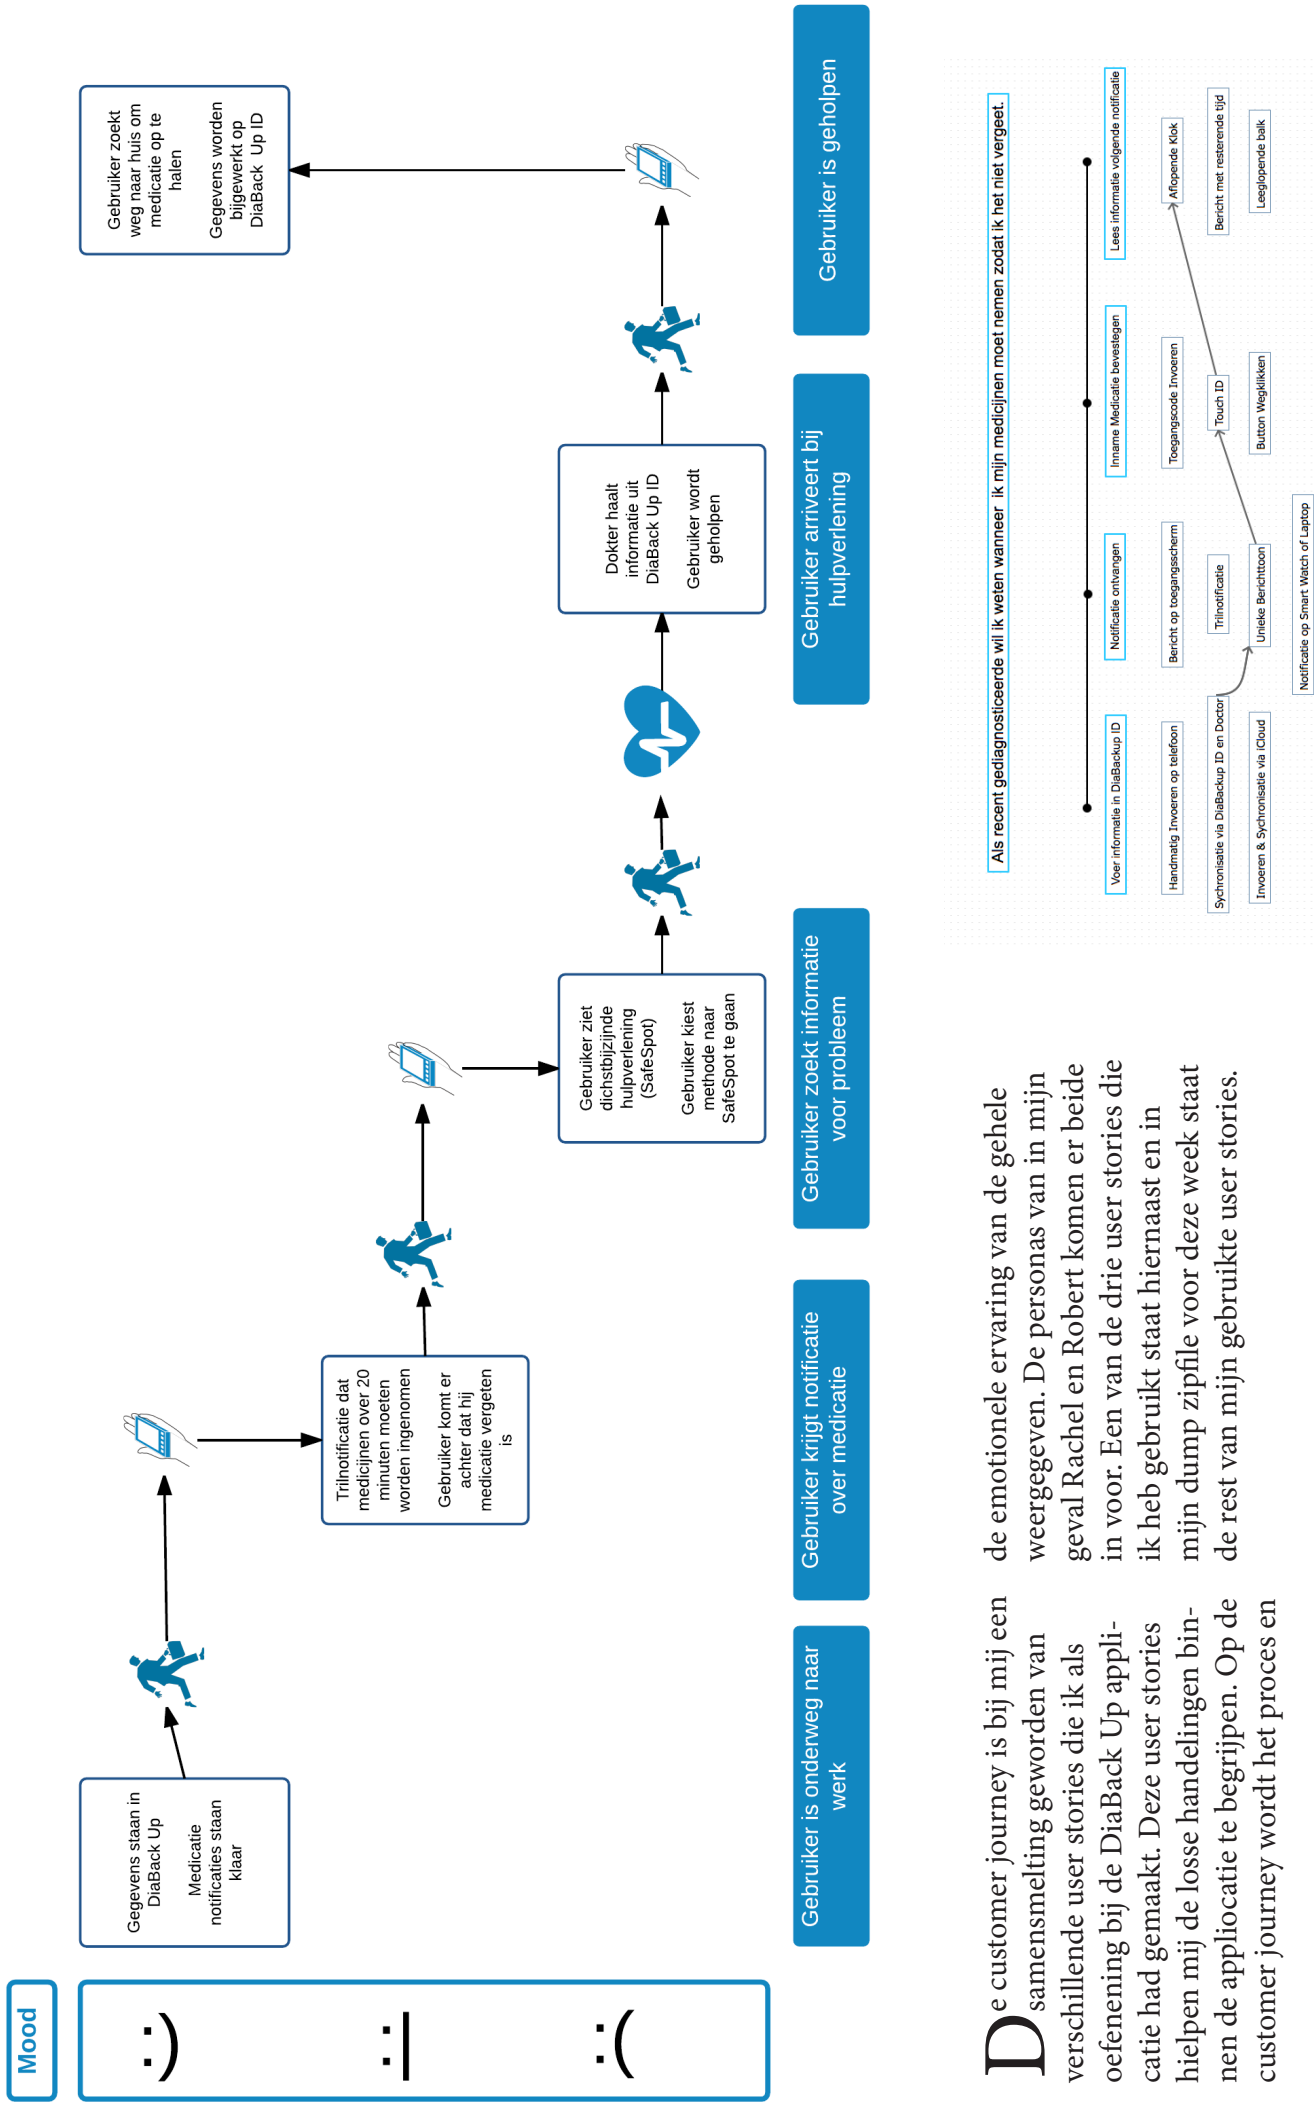 Mood
:)
:|
:(
Gegevens staan in
DiaBack Up
Medicatie
notificaties staan
klaar
Trilnotificatie dat
medicijnen over 20
minuten moeten
worden ingenomen
Gebruiker komt er
achter dat hij
medicatie vergeten
is
Gebruiker ziet
dichstbijzijnde
hulpverlening
(SafeSpot)
Gebruiker kiest
methode naar
SafeSpot te gaan
Dokter haalt
informatie uit
DiaBack Up ID
Gebruiker wordt
geholpen
Gebruiker zoekt
weg naar huis om
medicatie op te
halen
Gegevens worden
bijgewerkt op
DiaBack Up ID
Gebruiker is onderweg naar
werk
Gebruiker krijgt notificatie
over medicatie
Gebruiker zoekt informatie
voor probleem
Gebruiker arriveert bij
hulpverlening
Gebruiker is geholpen
De customer journey is bij mij een
samensmelting geworden van
verschillende user stories die ik als
oefenening bij de DiaBack Up appli-
catie had gemaakt. Deze user stories
hielpen mij de losse handelingen bin-
nen de appliocatie te begrijpen. Op de
customer journey wordt het proces en
de emotionele ervaring van de gehele
weergegeven. De personas van in mijn
geval Rachel en Robert komen er beide
in voor. Een van de drie user stories die
ik heb gebruikt staat hiernaast en in
mijn dump zipfile voor deze week staat
de rest van mijn gebruikte user stories.
Als recent gediagnosticeerde wil ik weten wanneer ik mijn medicijnen moet nemen zodat ik het niet vergeet.
Voer informatie in DiaBackup ID
Notificatie ontvangen
Inname Medicatie bevestegen
Lees informatie volgende notificatie
Handmatig Invoeren op telefoon
Bericht op toegangsscherm
Toegangscode Invoeren
Aflopende Klok
Sychronisatie via DiaBackup ID en Doctor
Trilnotificatie
Touch ID
Bericht met resterende tijd
Invoeren & Sychronisatie via iCloud
Unieke Berichttoon
Button Wegklikken
Leeglopende balk
Notificatie op Smart Watch of Laptop